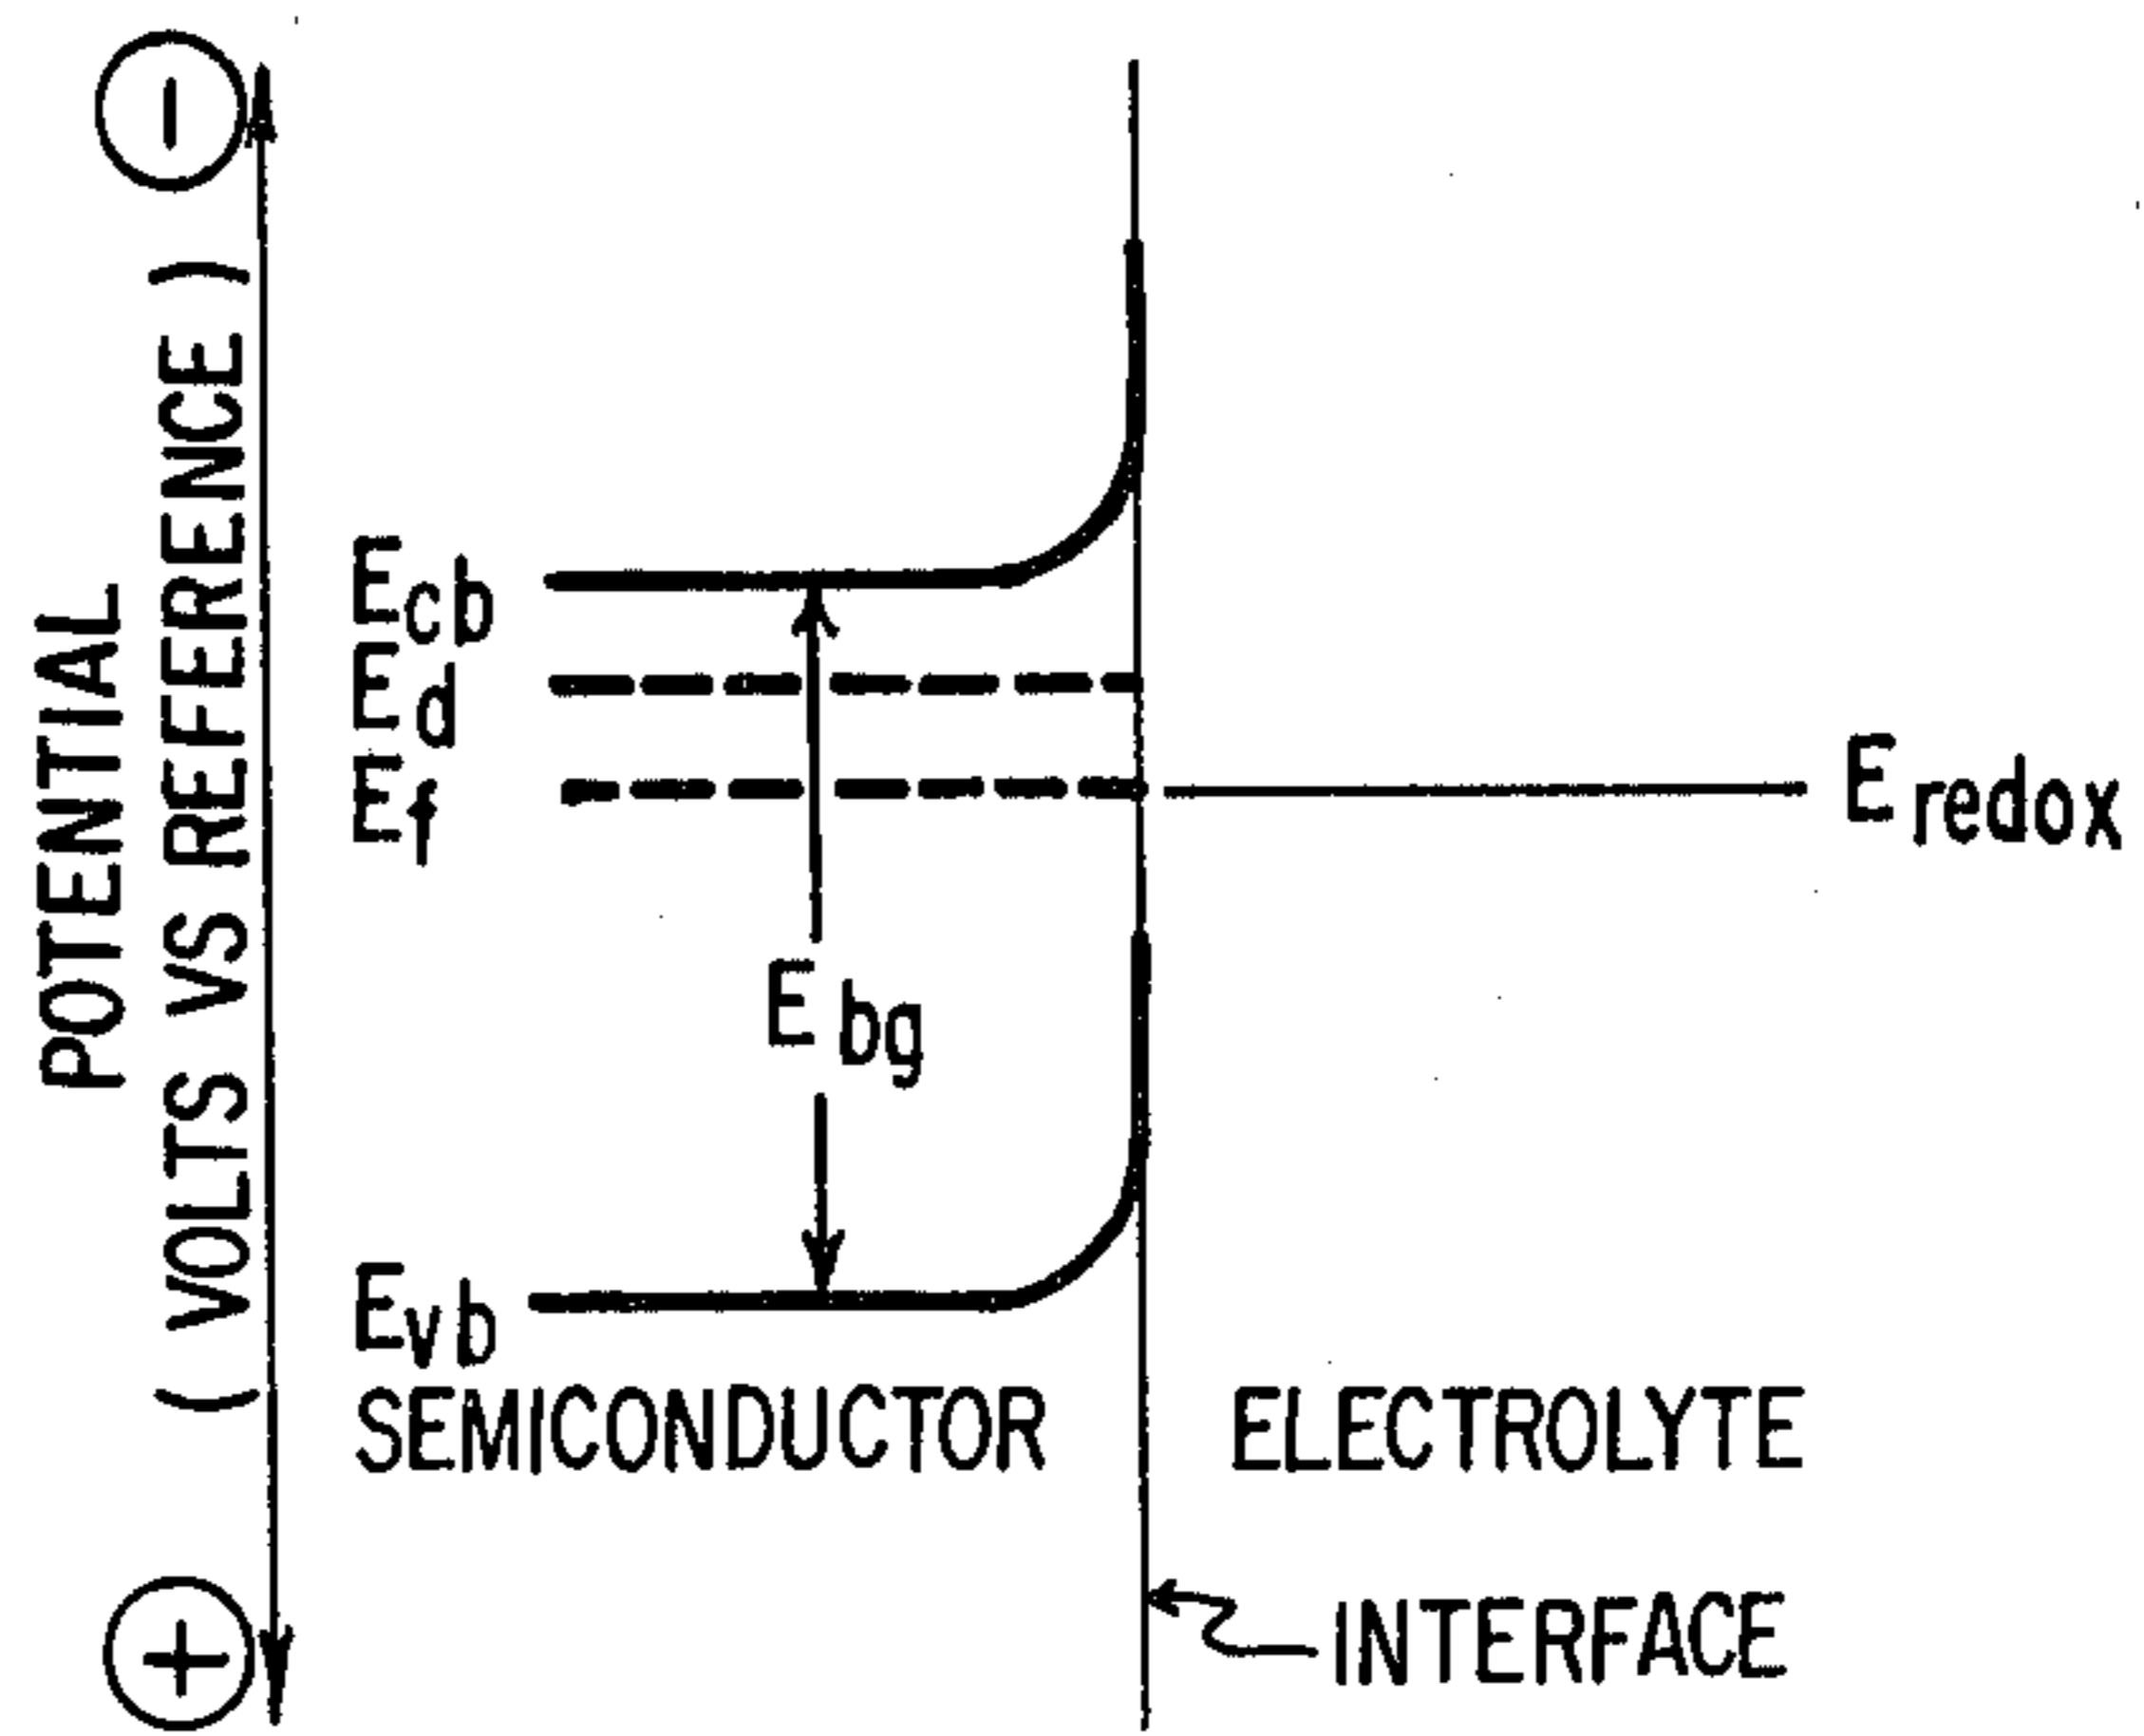 −
POTENTIAL
( VOLTS VS REFERENCE )
+
Ecb
Ed
Ef
Ebg
Evb
Eredox
SEMICONDUCTOR
ELECTROLYTE
INTERFACE